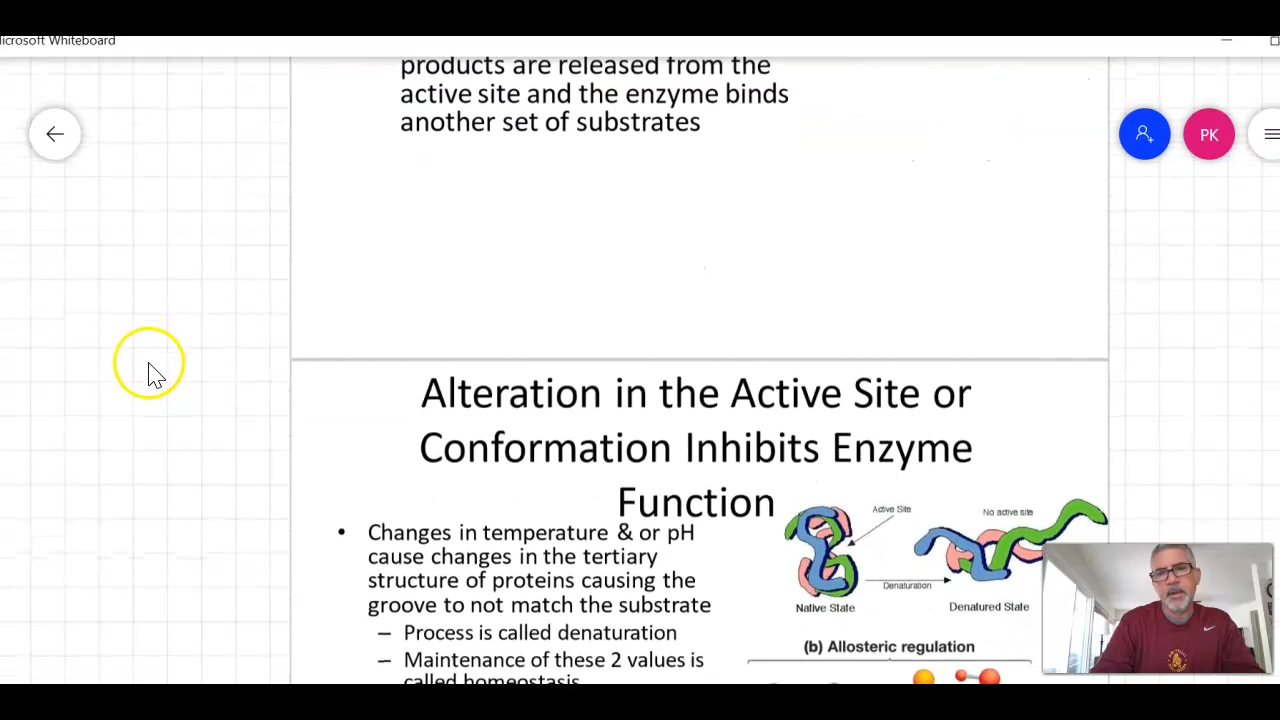 Microsoft Whiteboard
products are released from the
active site and the enzyme binds
another set of substrates
PK
Alteration in the Active Site or
Conformation Inhibits Enzyme
Function
• Changes in temperature & or pH
cause changes in the tertiary
structure of proteins causing the
groove to not match the substrate
– Process is called denaturation
– Maintenance of these 2 values is
called homeostasis
Active Site
No active site
Denaturation
Native State
Denatured State
(b) Allosteric regulation